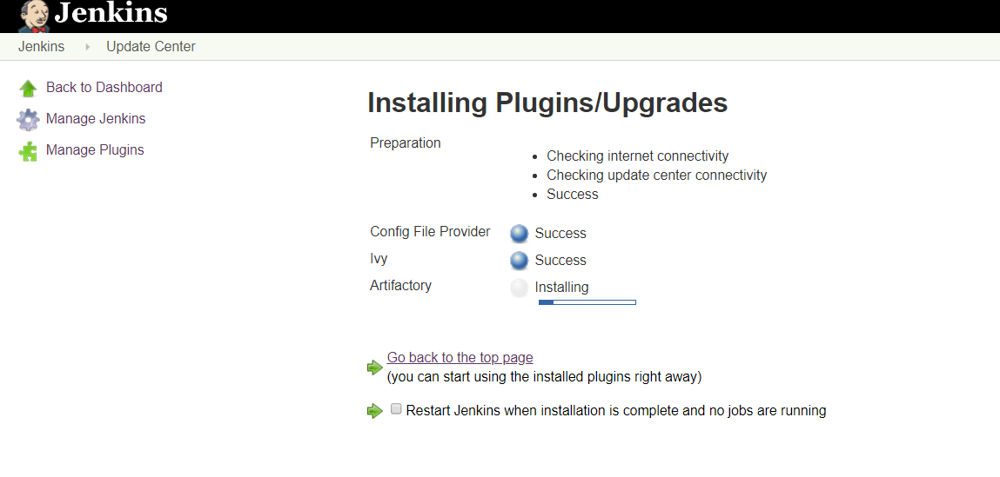 Jenkins
Jenkins Update Center
Back to Dashboard
Manage Jenkins
Manage Plugins
Installing Plugins/Upgrades
Preparation
Checking internet connectivity
Checking update center connectivity
Success
Config File Provider Success
Ivy Success
Artifactory Installing
Go back to the top page
(you can start using the installed plugins right away)
Restart Jenkins when installation is complete and no jobs are running